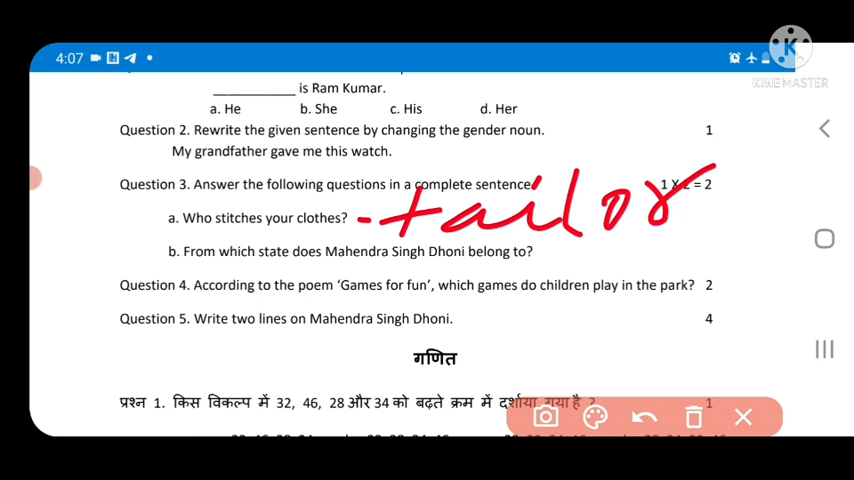 4:07
KINEMASTER
__________ is Ram Kumar.
a. He b. She c. His d. Her
Question 2. Rewrite the given sentence by changing the gender noun. 1
My grandfather gave me this watch.
Question 3. Answer the following questions in a complete sentence. 1 X 2 = 2
a. Who stitches your clothes? - tailor
b. From which state does Mahendra Singh Dhoni belong to?
Question 4. According to the poem ‘Games for fun’, which games do children play in the park? 2
Question 5. Write two lines on Mahendra Singh Dhoni. 4
गणित
प्रश्न 1. किस विकल्प में 32, 46, 28 और 34 को बढ़ते क्रम में दर्शाया गया है ? 1